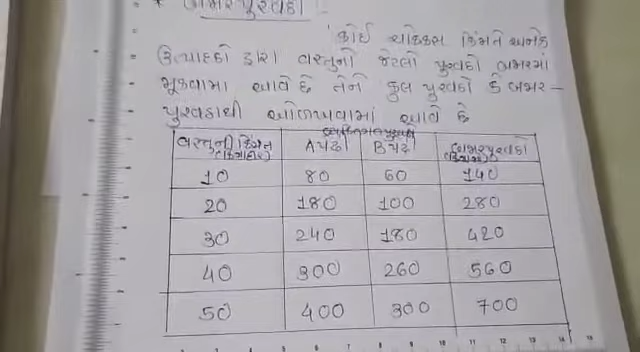 * બજારપુરવઠો :
કોઈ ચોક્કસ કિંમતે અનેક
ઉત્પાદકો દ્વારા વસ્તુનો જેટલો પુરવઠો બજારમાં
મૂકવામા આવે છે તેને કુલ પુરવઠો કે બજાર –
પુરવઠાથી ઓળખવામાં આવે છે
વસ્તુની કિંમત A પેઢી B પેઢી બજારપુરવઠો
10 80 60 140
20 180 100 280
30 240 180 420
40 300 260 560
50 400 300 700